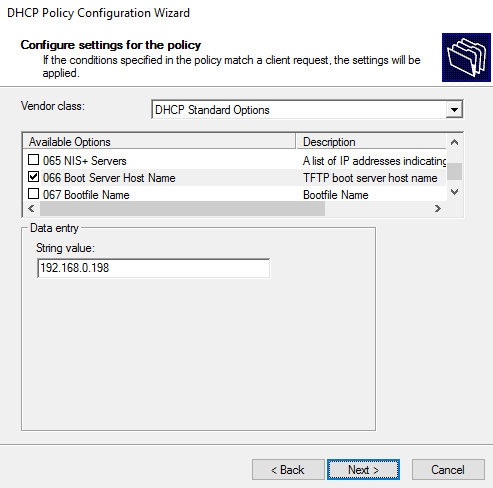 DHCP Policy Configuration Wizard
Configure settings for the policy
If the conditions specified in the policy match a client request, the settings will be
applied.
Vendor class:
DHCP Standard Options
Available Options
Description
065 NIS+ Servers
A list of IP addresses indicating
066 Boot Server Host Name
TFTP boot server host name
067 Bootfile Name
Bootfile Name
Data entry
String value:
192.168.0.198
< Back
Next >
Cancel